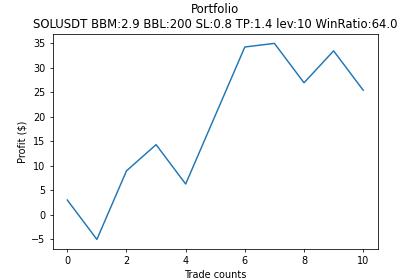 Portfolio
SOLUSDT BBM:2.9 BBL:200 SL:0.8 TP:1.4 lev:10 WinRatio:64.0
35
30
25
20
15
10
5
0
−5
Profit ($)
0 2 4 6 8 10
Trade counts